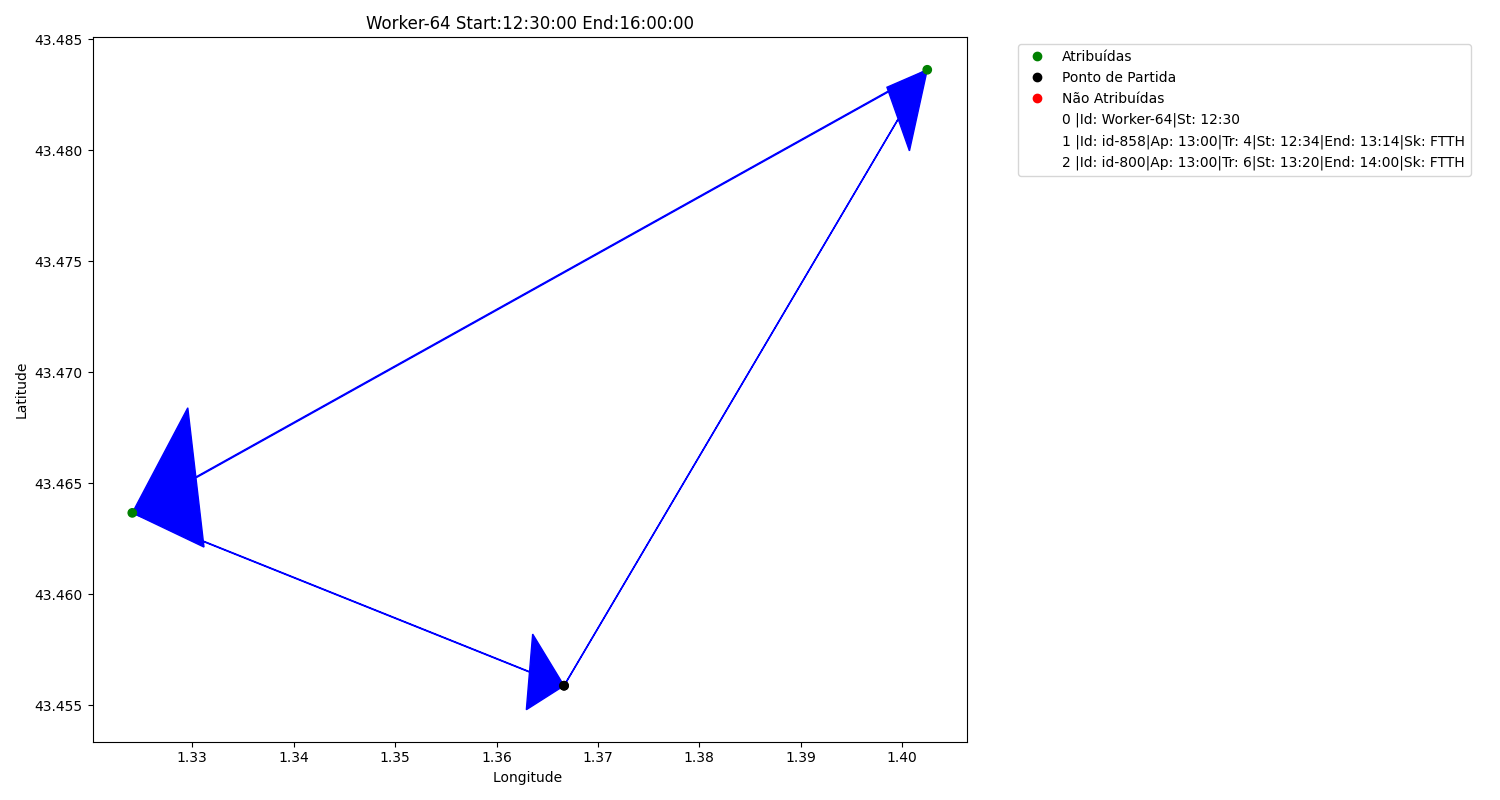 Worker-64 Start:12:30:00 End:16:00:00
43.485
43.480
43.475
43.470
43.465
43.460
43.455
Latitude
1.33
1.34
1.35
1.36
1.37
1.38
1.39
1.40
Longitude
Atribuídas
Ponto de Partida
Não Atribuídas
0 |Id: Worker-64|St: 12:30
1 |Id: id-858|Ap: 13:00|Tr: 4|St: 12:34|End: 13:14|Sk: FTTH
2 |Id: id-800|Ap: 13:00|Tr: 6|St: 13:20|End: 14:00|Sk: FTTH